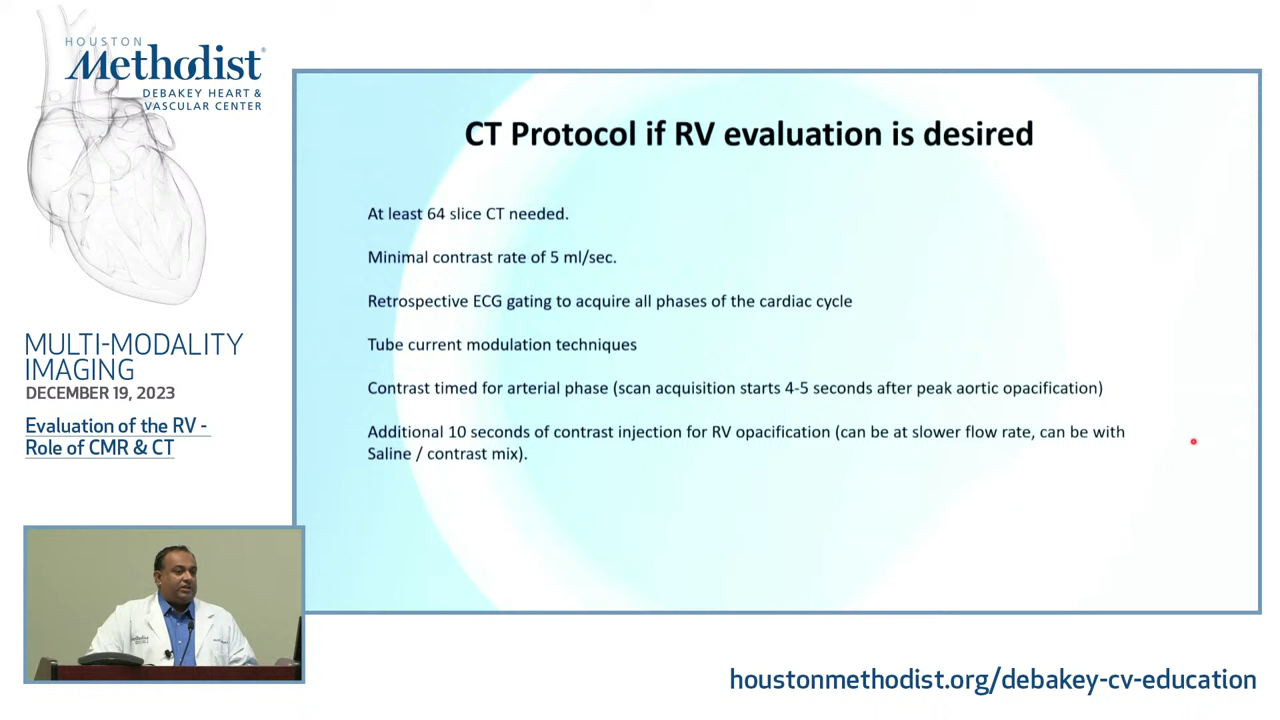 HOUSTON
Methodist
DEBAKEY HEART &
VASCULAR CENTER
MULTI-MODALITY
IMAGING
DECEMBER 19, 2023
Evaluation of the RV -
Role of CMR & CT
CT Protocol if RV evaluation is desired
At least 64 slice CT needed.
Minimal contrast rate of 5 ml/sec.
Retrospective ECG gating to acquire all phases of the cardiac cycle
Tube current modulation techniques
Contrast timed for arterial phase (scan acquisition starts 4-5 seconds after peak aortic opacification)
Additional 10 seconds of contrast injection for RV opacification (can be at slower flow rate, can be with
Saline / contrast mix).
houstonmethodist.org/debakey-cv-education